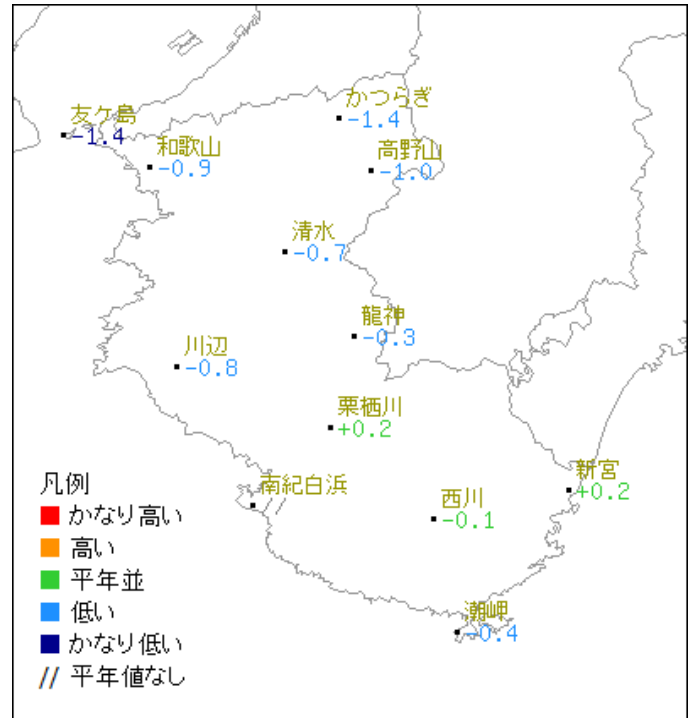 かつらぎ
-1.4
友ヶ島
-1.4
和歌山
-0.9
高野山
-1.0
清水
-0.7
龍神
-0.3
川辺
-0.8
栗栖川
+0.2
南紀白浜
//
西川
-0.1
新宮
+0.2
潮岬
-0.4
凡例
かなり高い
高い
平年並
低い
かなり低い
// 平年値なし